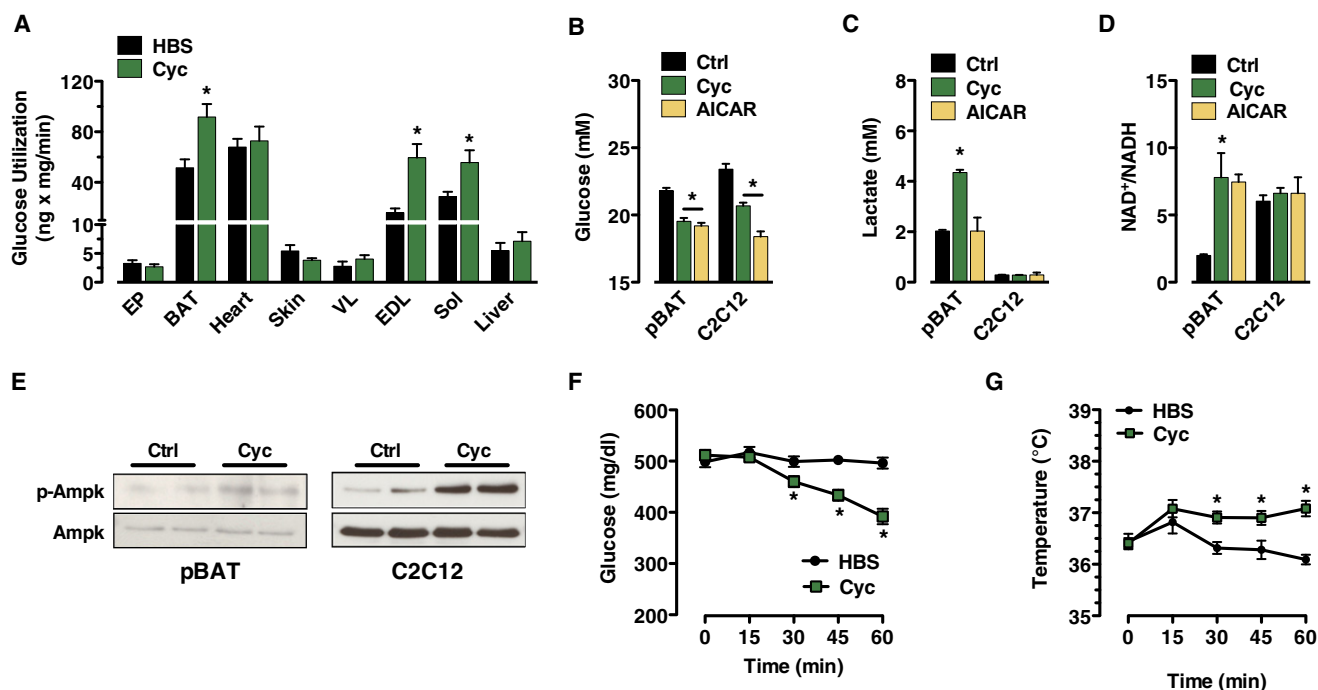 A
HBS
Cyc
Glucose Utilization
(ng x mg/min)
120
80
40
10
5
0
*
*
*
EP
BAT
Heart
Skin
VL
EDL
Sol
Liver
B
Ctrl
Cyc
AICAR
Glucose (mM)
30
25
20
15
*
*
pBAT
C2C12
C
Ctrl
Cyc
AICAR
Lactate (mM)
8
6
4
2
0
*
pBAT
C2C12
D
Ctrl
Cyc
AICAR
NAD⁺/NADH
15
10
5
0
*
pBAT
C2C12
E
Ctrl Cyc
Ctrl Cyc
p-Ampk
Ampk
pBAT
C2C12
F
Glucose (mg/dl)
600
500
400
300
200
*
*
*
HBS
Cyc
0 15 30 45 60
Time (min)
G
HBS
Cyc
Temperature (°C)
39
38
37
36
35
* * *
0 15 30 45 60
Time (min)